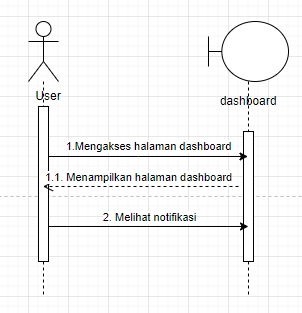 User
dashboard
1.Mengakses halaman dashboard
1.1. Menampilkan halaman dashboard
2. Melihat notifikasi